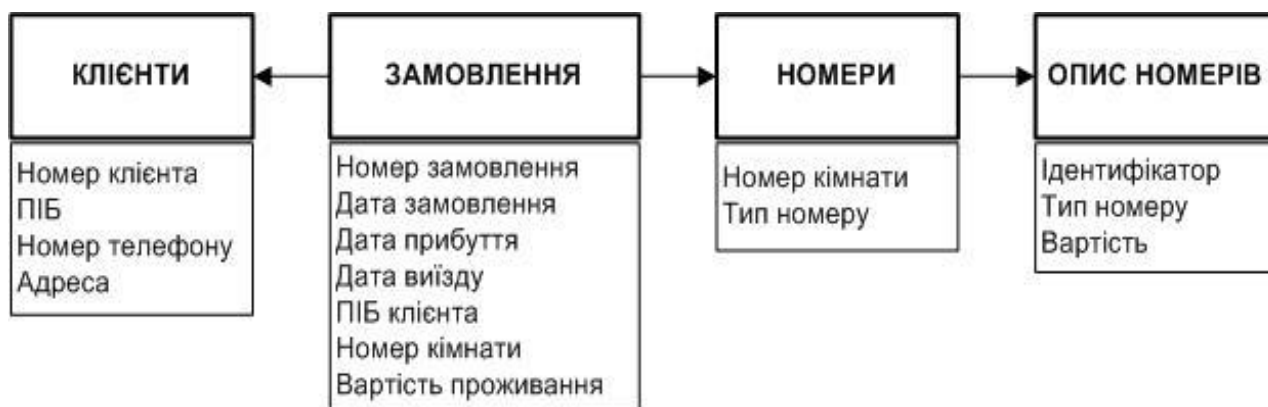 КЛІЄНТИ
Номер клієнта
ПІБ
Номер телефону
Адреса
ЗАМОВЛЕННЯ
Номер замовлення
Дата замовлення
Дата прибуття
Дата виїзду
ПІБ клієнта
Номер кімнати
Вартість проживання
НОМЕРИ
Номер кімнати
Тип номеру
ОПИС НОМЕРІВ
Ідентифікатор
Тип номеру
Вартість